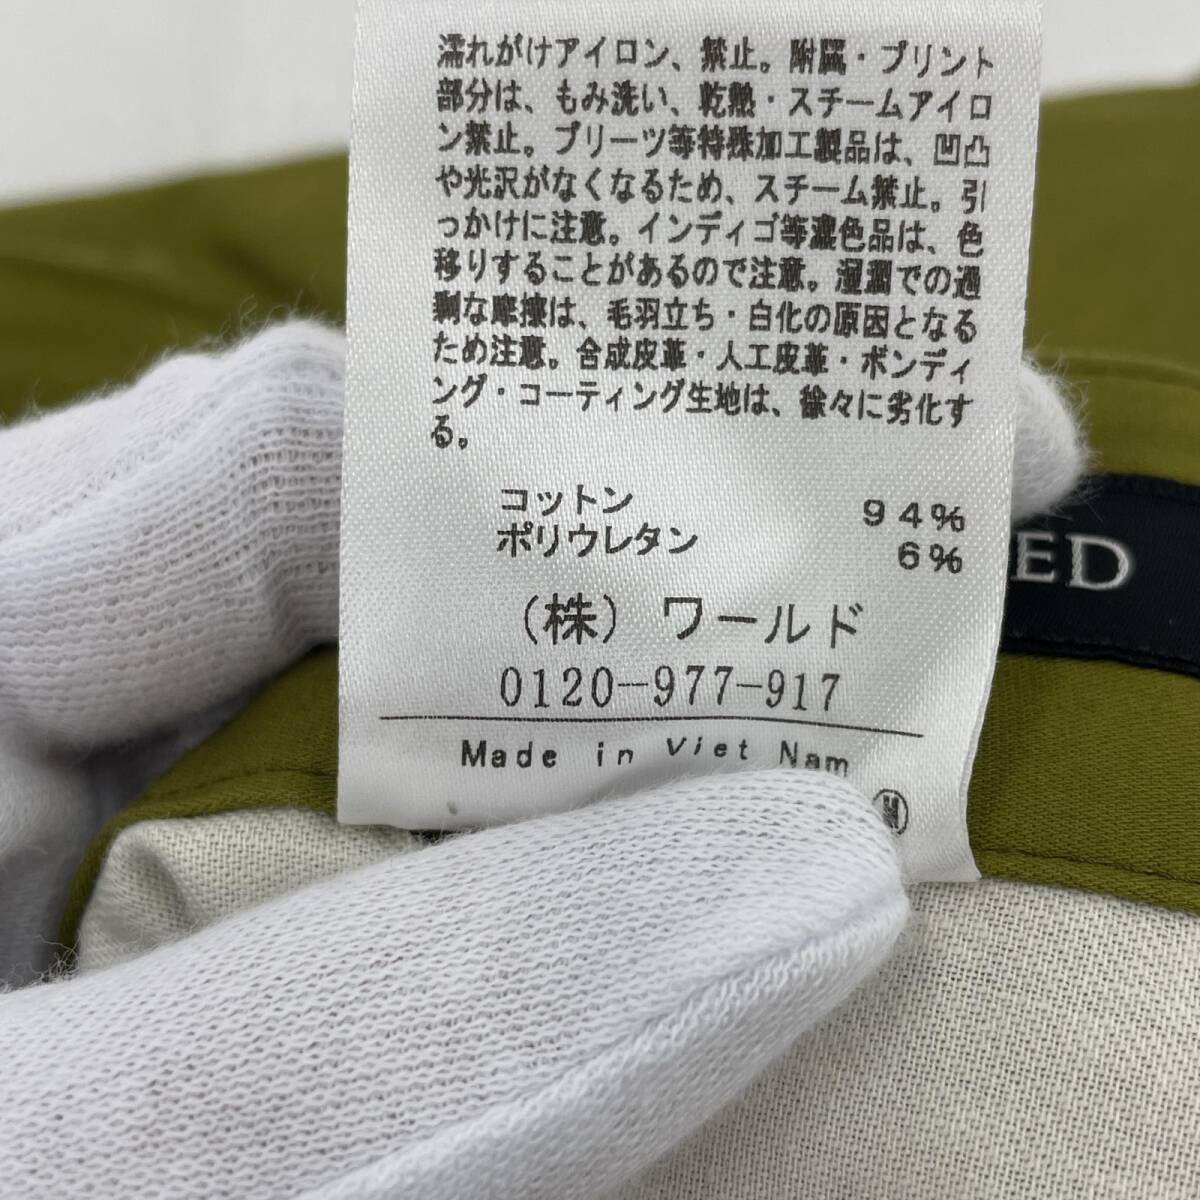 濡れがけアイロン、禁止。附属・プリント
部分は、もみ洗い、乾熱・スチームアイロ
ン禁止。プリーツ等特殊加工製品は、凹凸
や光沢がなくなるため、スチーム禁止。引
っかけに注意。インディゴ等濃色品は、色
移りすることがあるので注意。湿潤での過
剰な摩擦は、毛羽立ち・白化の原因となる
ため注意。合成皮革・人工皮革・ボンディ
ング・コーティング生地は、徐々に劣化す
る。
コットン 94%
ポリウレタン 6%
(株) ワールド
0120-977-917
Made in Viet Nam
ED